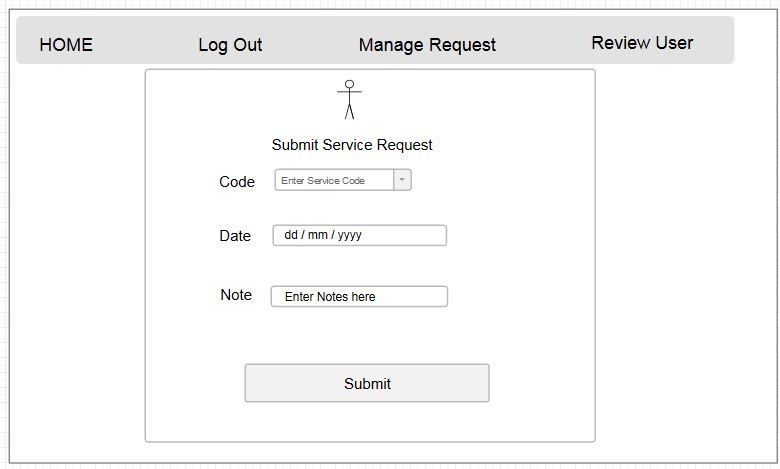 HOME Log Out Manage Request Review User
Submit Service Request
Code Enter Service Code
Date dd / mm / yyyy
Note Enter Notes here
Submit